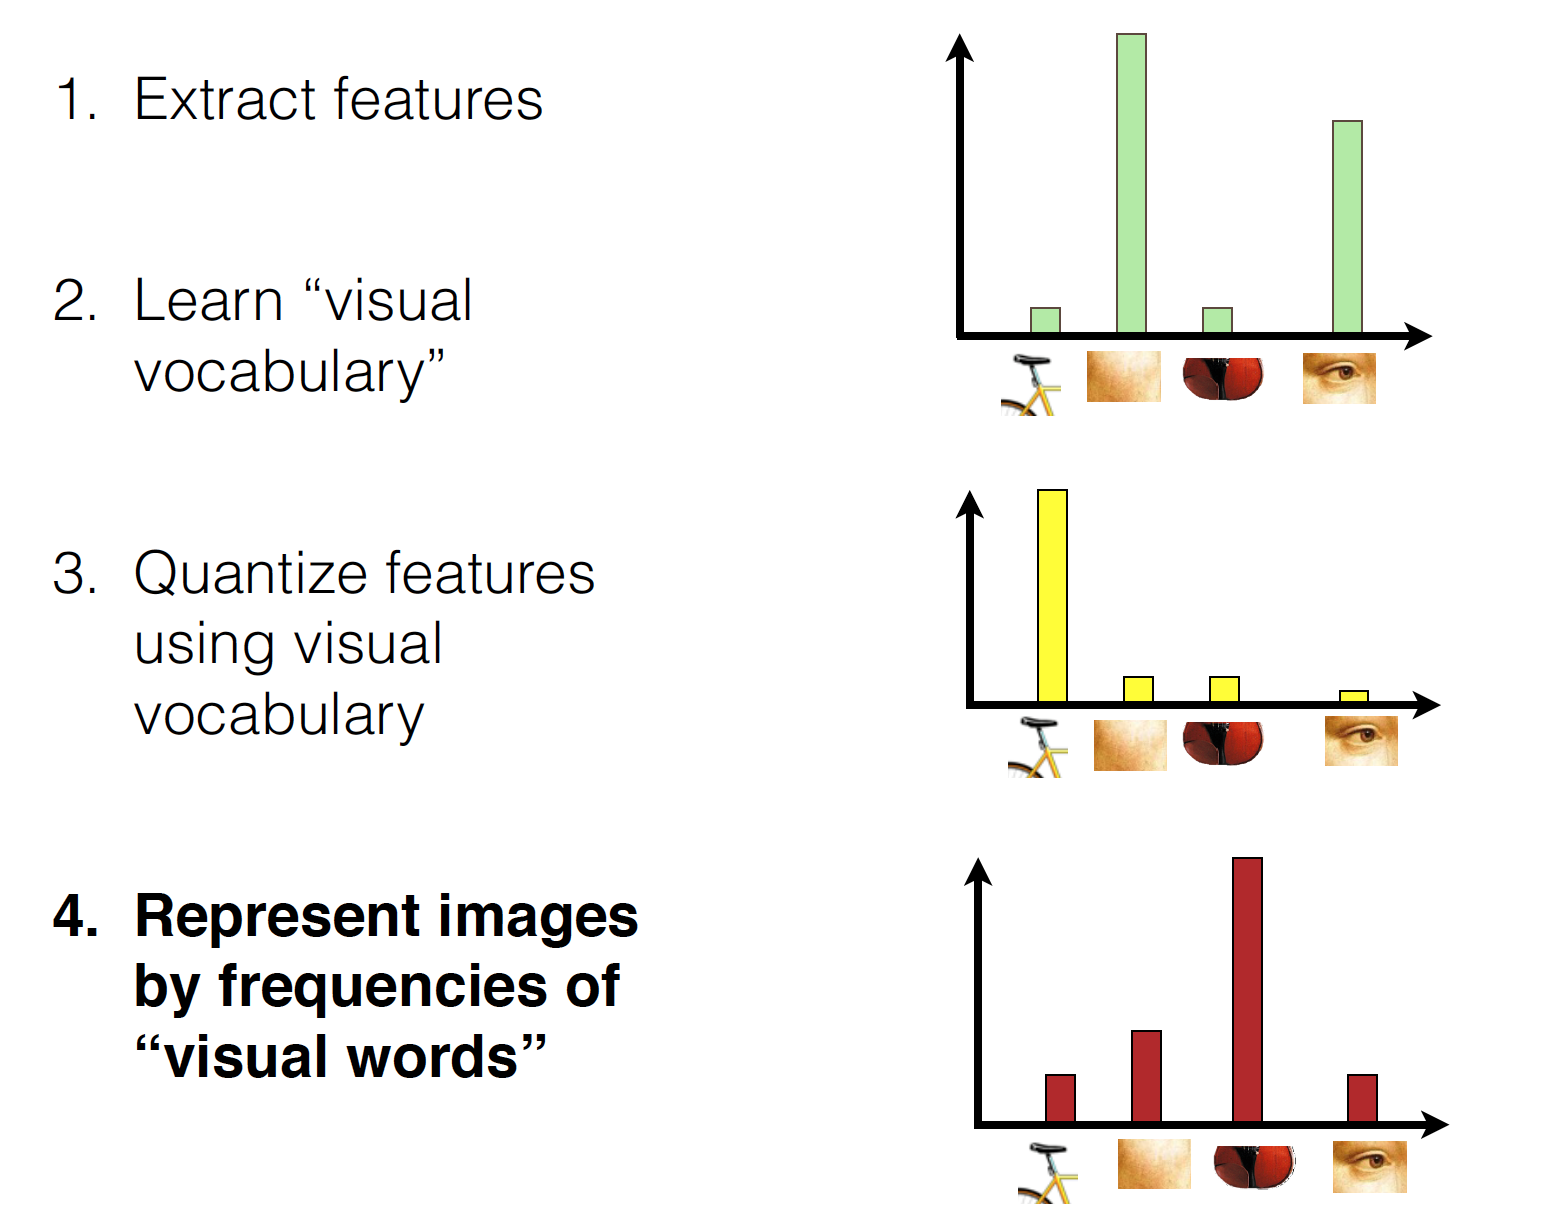 1. Extract features
2. Learn “visual
vocabulary”
3. Quantize features
using visual
vocabulary
4. Represent images
by frequencies of
“visual words”